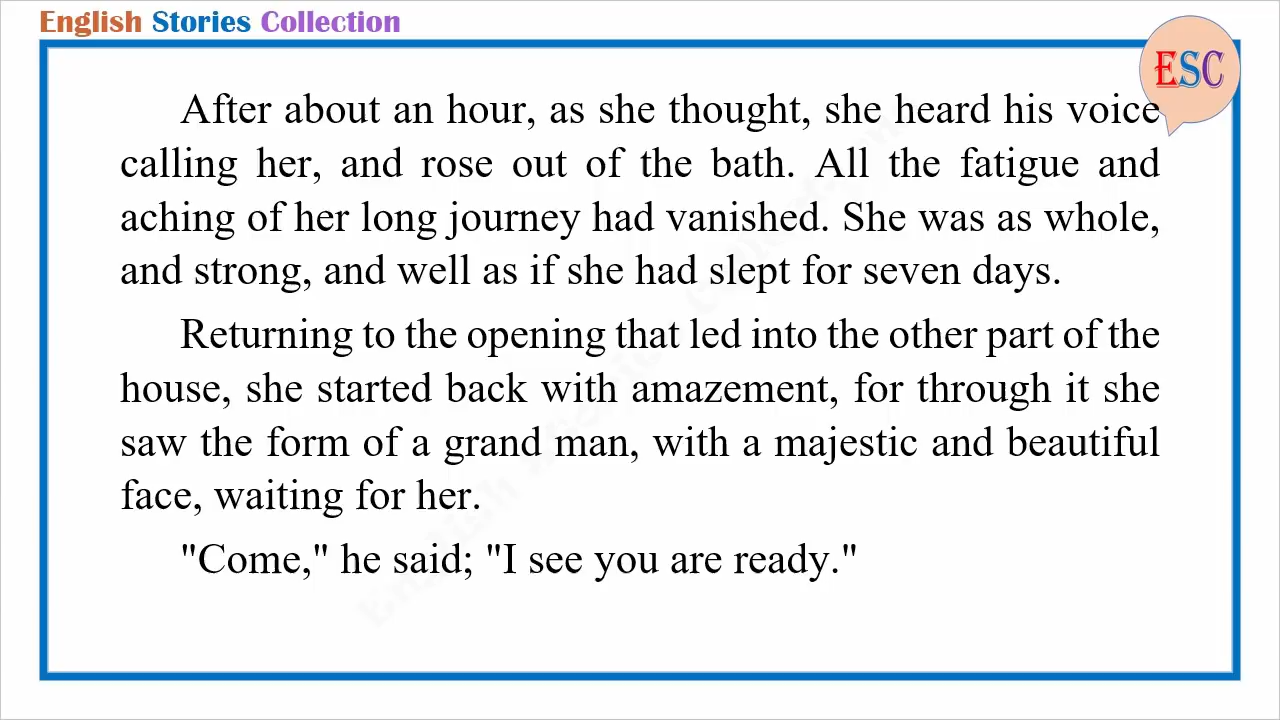 English Stories Collection
ESC
After about an hour, as she thought, she heard his voice
calling her, and rose out of the bath. All the fatigue and
aching of her long journey had vanished. She was as whole,
and strong, and well as if she had slept for seven days.
Returning to the opening that led into the other part of the
house, she started back with amazement, for through it she
saw the form of a grand man, with a majestic and beautiful
face, waiting for her.
"Come," he said; "I see you are ready."